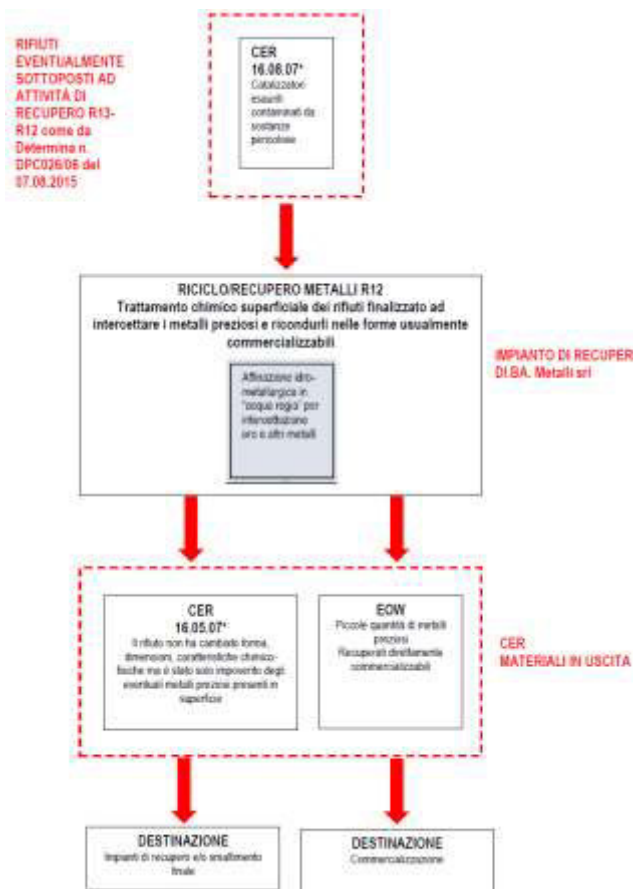 RIFIUTI
EVENTUALMENTE
SOTTOPOSTI AD
ATTIVITÀ DI
RECUPERO R13-
R12 come da
Determina n.
DPC026/06 del
07.08.2015
CER
16.08.07*
Catalizzatori
esauriti
contaminati da
sostanze
pericolose
RICICLO/RECUPERO METALLI R12
Trattamento chimico superficiale dei rifiuti finalizzato ad
intercettare i metalli preziosi e ricondurli nelle forme usualmente
commercializzabili
Affinazione idro-
metallurgica in
"acqua regia" per
intercettazione
oro e altri metalli
IMPIANTO DI RECUPER
DI.BA. Metalli srl
CER
16.05.07*
Il rifiuto non ha cambiato forma,
dimensioni, caratteristiche chimico-
fisiche ma è stato solo impoverito degli
eventuali metalli preziosi presenti in
superficie
EOW
Piccole quantità di metalli
preziosi
Recuperati direttamente
commercializzabili
CER
MATERIALI IN USCITA
DESTINAZIONE
Impianti di recupero e/o smaltimento
finale
DESTINAZIONE
Commercializzazione